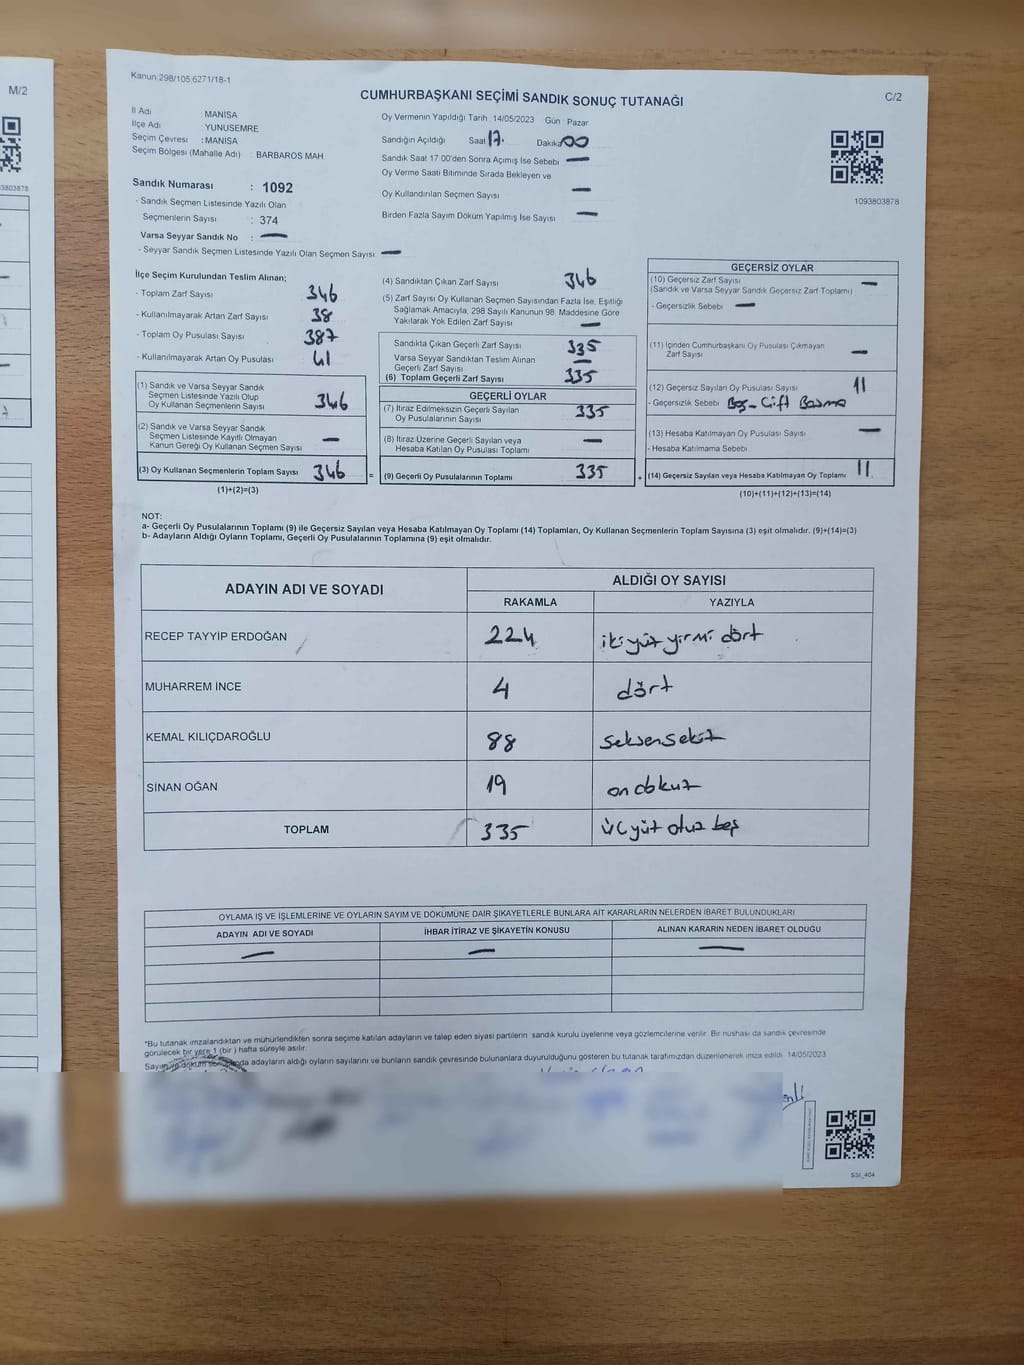 M/2
3803878
Kanun 298/105:6271/18-1
C/2
CUMHURBAŞKANI SEÇİMİ SANDIK SONUÇ TUTANAĞI
İl Adı : MANİSA
İlçe Adı : YUNUSEMRE
Seçim Çevresi : MANİSA
Seçim Bölgesi (Mahalle Adı) : BARBAROS MAH.
Oy Vermenin Yapıldığı Tarih :14/05/2023 Gün Pazar
Sandığın Açıldığı Saat 17. Dakika 00
Sandık Saat 17:00'den Sonra Açımış İse Sebebi —
Oy Verme Saati Bitiminde Sırada Bekleyen ve
Oy Kullandırılan Seçmen Sayısı —
Birden Fazla Sayım Döküm Yapılmış İse Sayısı —
1093803878
Sandık Numarası : 1092
- Sandık Seçmen Listesinde Yazılı Olan
Seçmenlerin Sayısı : 374
Varsa Seyyar Sandık No : —
- Seyyar Sandık Seçmen Listesinde Yazılı Olan Seçmen Sayısı: —
İlçe Seçim Kurulundan Teslim Alınan;
- Toplam Zarf Sayısı 346
- Kullanılmayarak Artan Zarf Sayısı 38
- Toplam Oy Pusulası Sayısı 387
- Kullanılmayarak Artan Oy Pusulası 41
(1) Sandık ve Varsa Seyyar Sandık
Seçmen Listesinde Yazılı Olup
Oy Kullanan Seçmenlerin Sayısı 346
(2) Sandık ve Varsa Seyyar Sandık
Seçmen Listesinde Kayıtlı Olmayan
Kanun Gereği Oy Kullanan Seçmen Sayısı —
(3) Oy Kullanan Seçmenlerin Toplam Sayısı 346 =
(1)+(2)=(3)
(4) Sandıktan Çıkan Zarf Sayısı 346
(5) Zarf Sayısı Oy Kullanan Seçmen Sayısından Fazla İse, Eşitliği
Sağlamak Amacıyla, 298 Sayılı Kanunun 98. Maddesine Göre
Yakılarak Yok Edilen Zarf Sayısı —
Sandıkta Çıkan Geçerli Zarf Sayısı 335
Varsa Seyyar Sandıktan Teslim Alınan
Geçerli Zarf Sayısı —
(6) Toplam Geçerli Zarf Sayısı 335
GEÇERLİ OYLAR
(7) İtiraz Edilmeksizin Geçerli Sayılan
Oy Pusulalarının Sayısı 335
(8) İtiraz Üzerine Geçerli Sayılan veya
Hesaba Katılan Oy Pusulası Toplamı —
(9) Geçerli Oy Pusulalarının Toplamı 335 +
GEÇERSİZ OYLAR
(10) Geçersiz Zarf Sayısı —
(Sandık ve Varsa Seyyar Sandık Geçersiz Zarf Toplamı)
- Geçersizlik Sebebi —
(11) İçinden Cumhurbaşkanı Oy Pusulası Çıkmayan
Zarf Sayısı —
(12) Geçersiz Sayılan Oy Pusulası Sayısı 11
- Geçersizlik Sebebi Boş - Çift Basma
(13) Hesaba Katılmayan Oy Pusulası Sayısı —
- Hesaba Katılmama Sebebi
(14) Geçersiz Sayılan veya Hesaba Katılmayan Oy Toplamı 11
(10)+(11)+(12)+(13)=(14)
NOT:
a- Geçerli Oy Pusulalarının Toplamı (9) ile Geçersiz Sayılan veya Hesaba Katılmayan Oy Toplamı (14) Toplamları, Oy Kullanan Seçmenlerin Toplam Sayısına (3) eşit olmalıdır. (9)+(14)=(3)
b- Adayların Aldığı Oyların Toplamı, Geçerli Oy Pusulalarının Toplamına (9) eşit olmalıdır.
ADAYIN ADI VE SOYADI ALDIĞI OY SAYISI
RAKAMLA YAZIYLA
RECEP TAYYİP ERDOĞAN 224 iki yüz yirmi dört
MUHARREM İNCE 4 dört
KEMAL KILIÇDAROĞLU 88 seksen sekiz
SİNAN OĞAN 19 on dokuz
TOPLAM 335 üç yüz otuz beş
OYLAMA İŞ VE İŞLEMLERİNE VE OYLARIN SAYIM VE DÖKÜMÜNE DAİR ŞİKAYETLERLE BUNLARA AİT KARARLARIN NELERDEN İBARET BULUNDUKLARI
ADAYIN ADI VE SOYADI İHBAR İTİRAZ VE ŞİKAYETİN KONUSU ALINAN KARARIN NEDEN İBARET OLDUĞU
— — —
*Bu tutanak imzalandıktan ve mühürlendikten sonra seçime katılan adayların ve talep eden siyasi partilerin sandık kurulu üyelerine veya gözlemcilerine verilir. Bir nüshası da sandık çevresinde
görülecek bir yere 1 (bir ) hafta süreyle asılır.
Sayım ve döküm sonucunda adayların aldığı oyların sayılarını ve bunların sandık çevresinde bulunanlara duyurulduğunu gösteren bu tutanak tarafımızdan düzenlenerek imza edildi. 14/05/2023
SSI_404